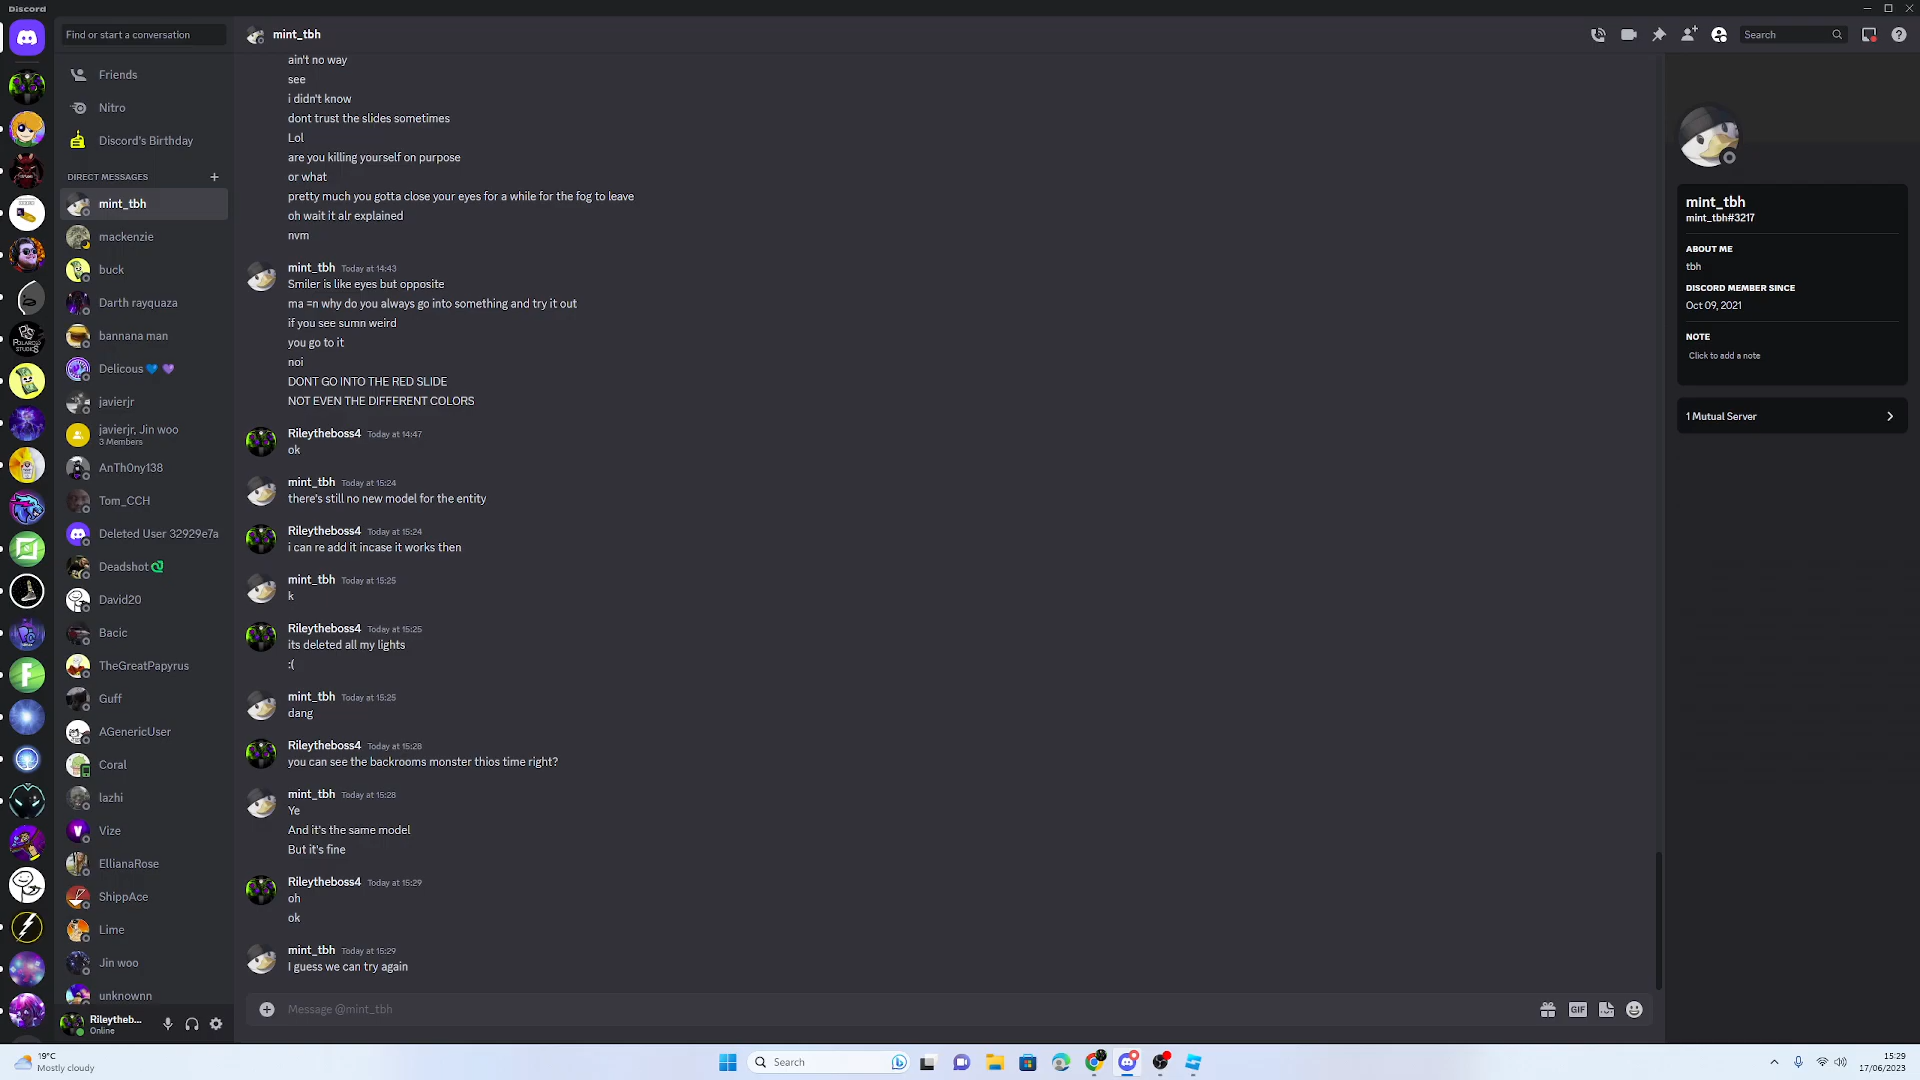 Discord
Find or start a conversation
Friends
Nitro
Discord's Birthday
DIRECT MESSAGES
mint_tbh
mackenzie
buck
Darth rayquaza
bannana man
Delicous 💙 💜
javierjr
javierjr, Jin woo
3 Members
AnTh0ny138
Tom_CCH
Deleted User 32929e7a
Deadshot
David20
Bacic
TheGreatPapyrus
Guff
AGenericUser
Coral
lazhi
Vize
EllianaRose
ShippAce
Lime
Jin woo
unknownn
Rileytheb...
Online
mint_tbh
Search
ain't no way
see
i didn't know
dont trust the slides sometimes
Lol
are you killing yourself on purpose
or what
pretty much you gotta close your eyes for a while for the fog to leave
oh wait it alr explained
nvm
mint_tbh Today at 14:43
Smiler is like eyes but opposite
ma =n why do you always go into something and try it out
if you see sumn weird
you go to it
noi
DONT GO INTO THE RED SLIDE
NOT EVEN THE DIFFERENT COLORS
Rileytheboss4 Today at 14:47
ok
mint_tbh Today at 15:24
there's still no new model for the entity
Rileytheboss4 Today at 15:24
i can re add it incase it works then
mint_tbh Today at 15:25
k
Rileytheboss4 Today at 15:25
its deleted all my lights
:(
mint_tbh Today at 15:25
dang
Rileytheboss4 Today at 15:28
you can see the backrooms monster thios time right?
mint_tbh Today at 15:28
Ye
And it's the same model
But it's fine
Rileytheboss4 Today at 15:29
oh
ok
mint_tbh Today at 15:29
I guess we can try again
Message @mint_tbh
GIF
mint_tbh
mint_tbh#3217
ABOUT ME
tbh
DISCORD MEMBER SINCE
Oct 09, 2021
NOTE
Click to add a note
1 Mutual Server
19°C
Mostly cloudy
Search
15:29
17/06/2023